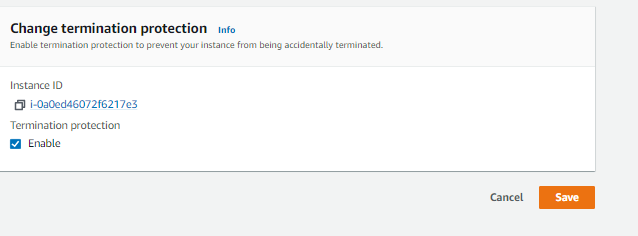 Change termination protection Info
Enable termination protection to prevent your instance from being accidentally terminated.
Instance ID
i-0a0ed46072f6217e3
Termination protection
Enable
Cancel Save